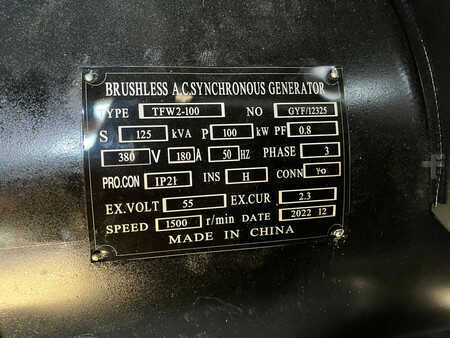 BRUSHLESS A.C.SYNCHRONOUS GENERATOR
TYPE TFW2-100 NO GYF/12325
S 125 kVA P 100 kW PF 0.8
380 V 180 A 50 HZ PHASE 3
PRO.CON IP21 INS H CONN Yo
EX.VOLT 55 EX.CUR 2.3
SPEED 1500 r/min DATE 2022 12
MADE IN CHINA